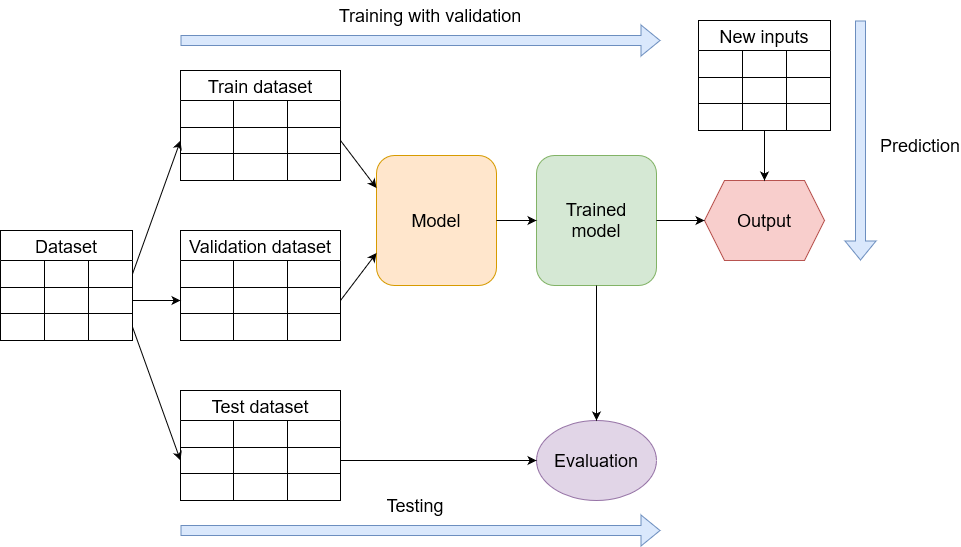 Training with validation
New inputs
Train dataset
Prediction
Model
Trained
model
Output
Dataset
Validation dataset
Test dataset
Evaluation
Testing